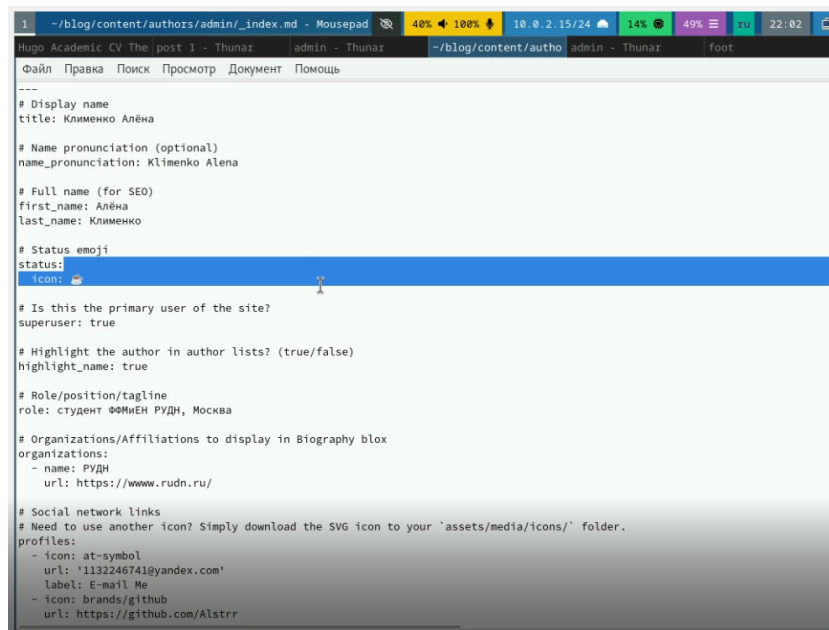 1 ~/blog/content/authors/admin/_index.md - Mousepad 40% 100% 10.0.2.15/24 14% 49% ru 22:02
Hugo Academic CV The post 1 - Thunar admin - Thunar ~/blog/content/autho admin - Thunar foot
Файл Правка Поиск Просмотр Документ Помощь
---
# Display name
title: Клименко Алёна
# Name pronunciation (optional)
name_pronunciation: Klimenko Alena
# Full name (for SEO)
first_name: Алёна
last_name: Клименко
# Status emoji
status:
icon: ☕
# Is this the primary user of the site?
superuser: true
# Highlight the author in author lists? (true/false)
highlight_name: true
# Role/position/tagline
role: студент ФФМиЕН РУДН, Москва
# Organizations/Affiliations to display in Biography blox
organizations:
- name: РУДН
url: https://wwww.rudn.ru/
# Social network links
# Need to use another icon? Simply download the SVG icon to your `assets/media/icons/` folder.
profiles:
- icon: at-symbol
url: '1132246741@yandex.com'
label: E-mail Me
- icon: brands/github
url: https://github.com/Alstrr